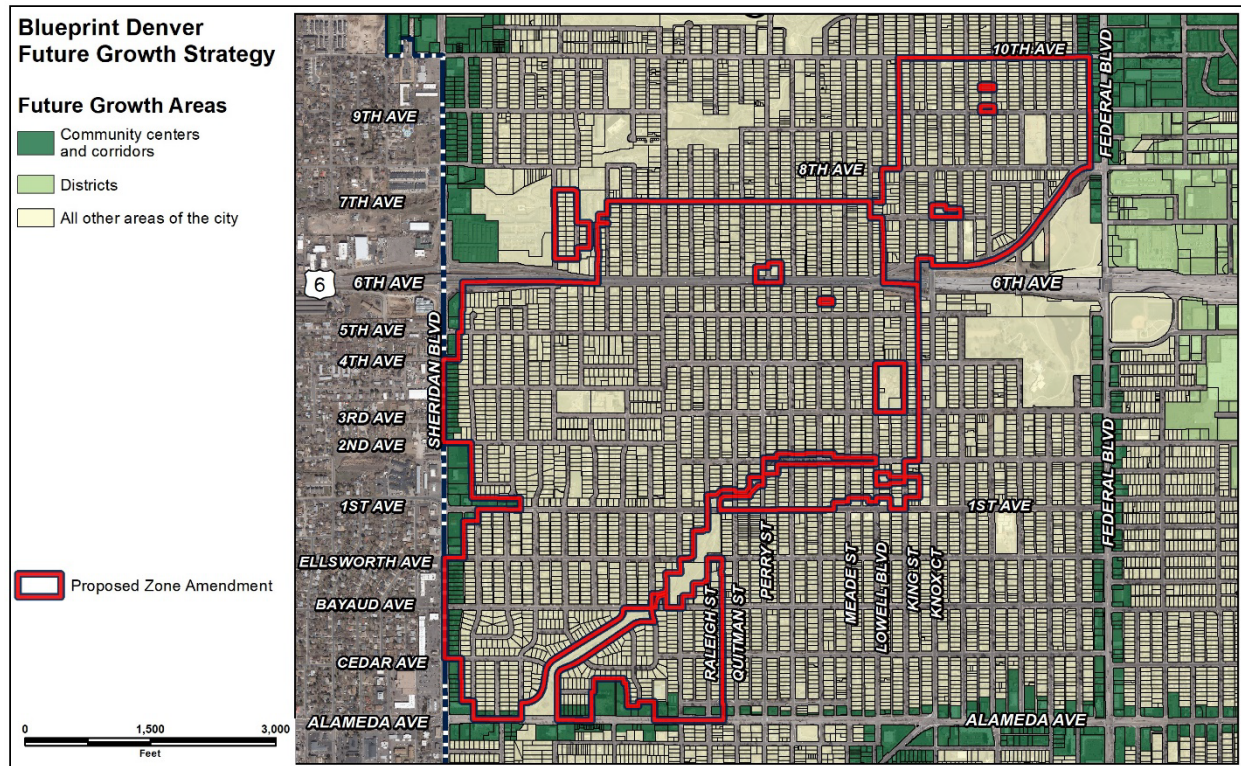 Blueprint Denver
Future Growth Strategy
Future Growth Areas
Community centers
and corridors
Districts
All other areas of the city
Proposed Zone Amendment
0 1,500 3,000
Feet
10TH AVE
9TH AVE
8TH AVE
7TH AVE
6
6TH AVE
6TH AVE
5TH AVE
4TH AVE
3RD AVE
2ND AVE
1ST AVE
1ST AVE
ELLSWORTH AVE
BAYAUD AVE
CEDAR AVE
ALAMEDA AVE
ALAMEDA AVE
SHERIDAN BLVD
RALEIGH ST
QUITMAN ST
PERRY ST
MEADE ST
LOWELL BLVD
KING ST
KNOX CT
FEDERAL BLVD
FEDERAL BLVD